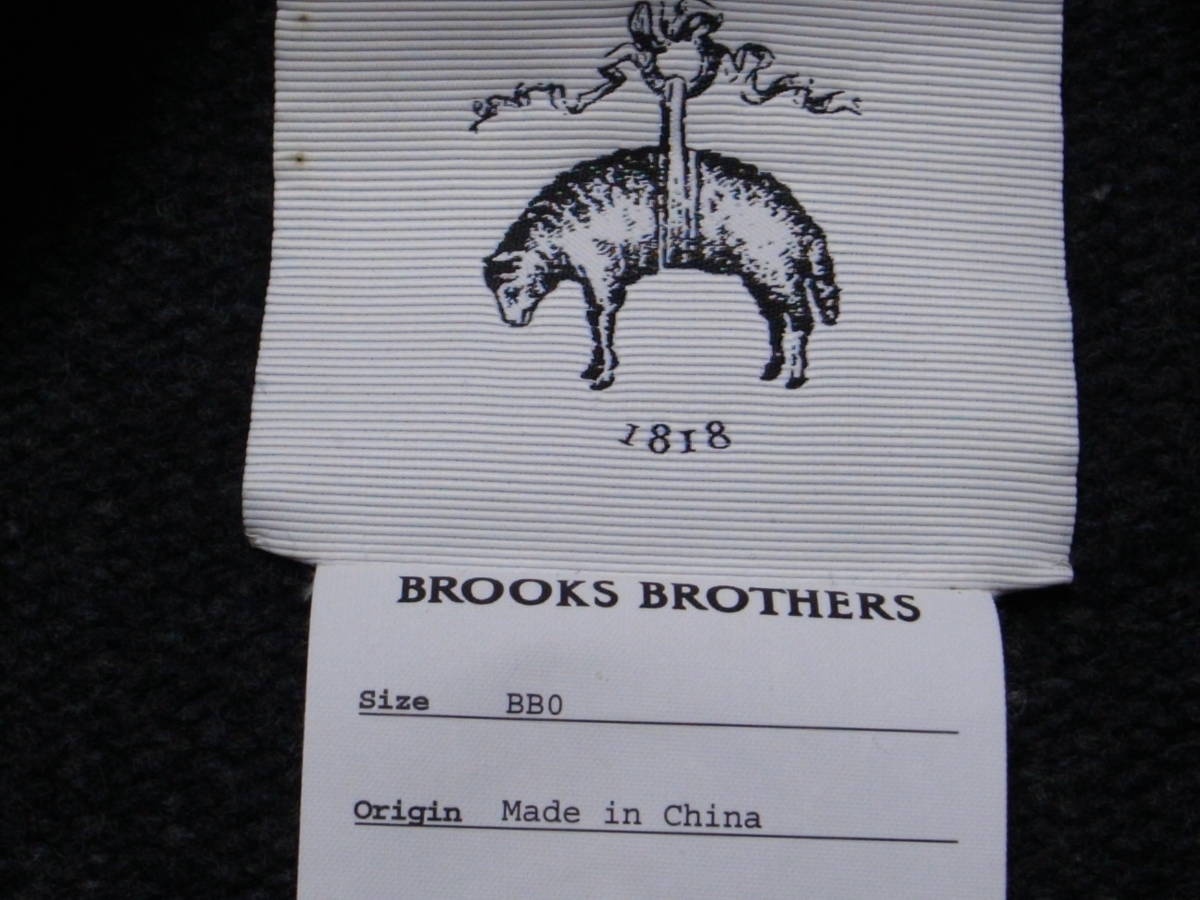 1818
BROOKS BROTHERS
Size BB0
Origin Made in China